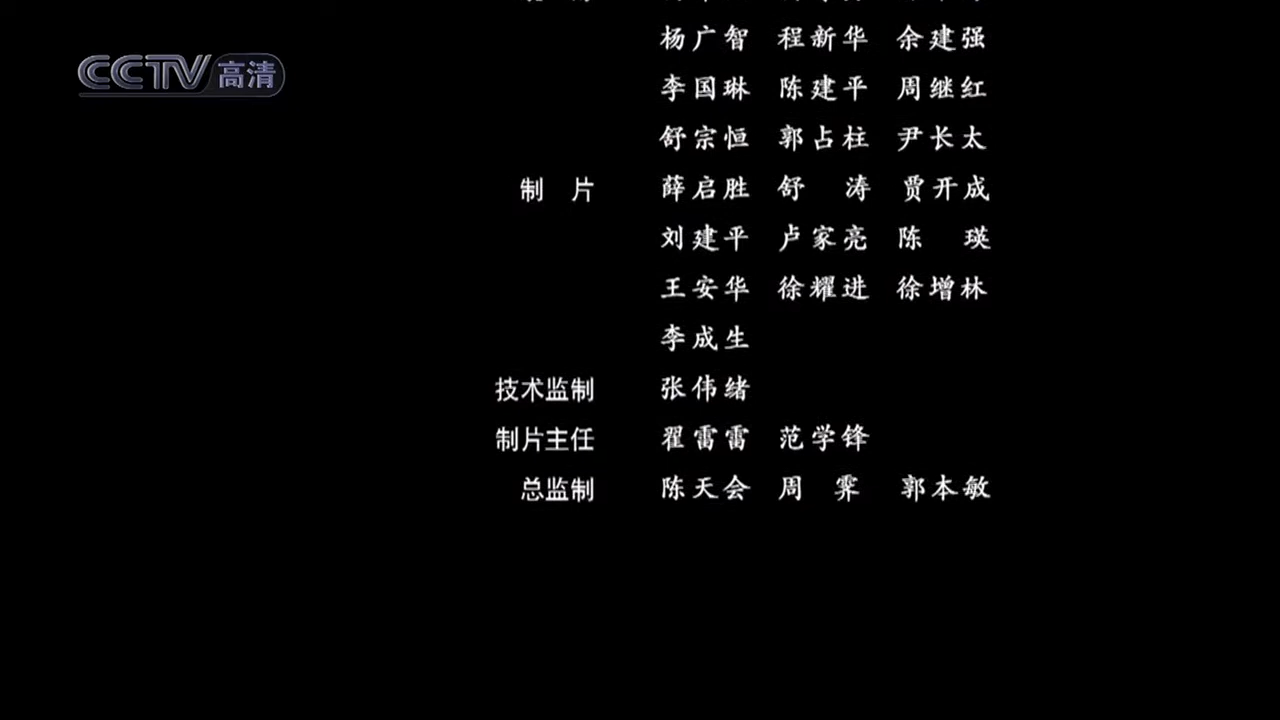 杨广智 程新华 余建强
CCTV高清
李国琳 陈建平 周继红
舒宗恒 郭占柱 尹长太
制 片 薛启胜 舒 涛 贾开成
刘建平 卢家亮 陈 瑛
王安华 徐耀进 徐增林
李成生
技术监制 张伟绪
制片主任 翟雷雷 范学锋
总监制 陈天会 周 霁 郭本敏